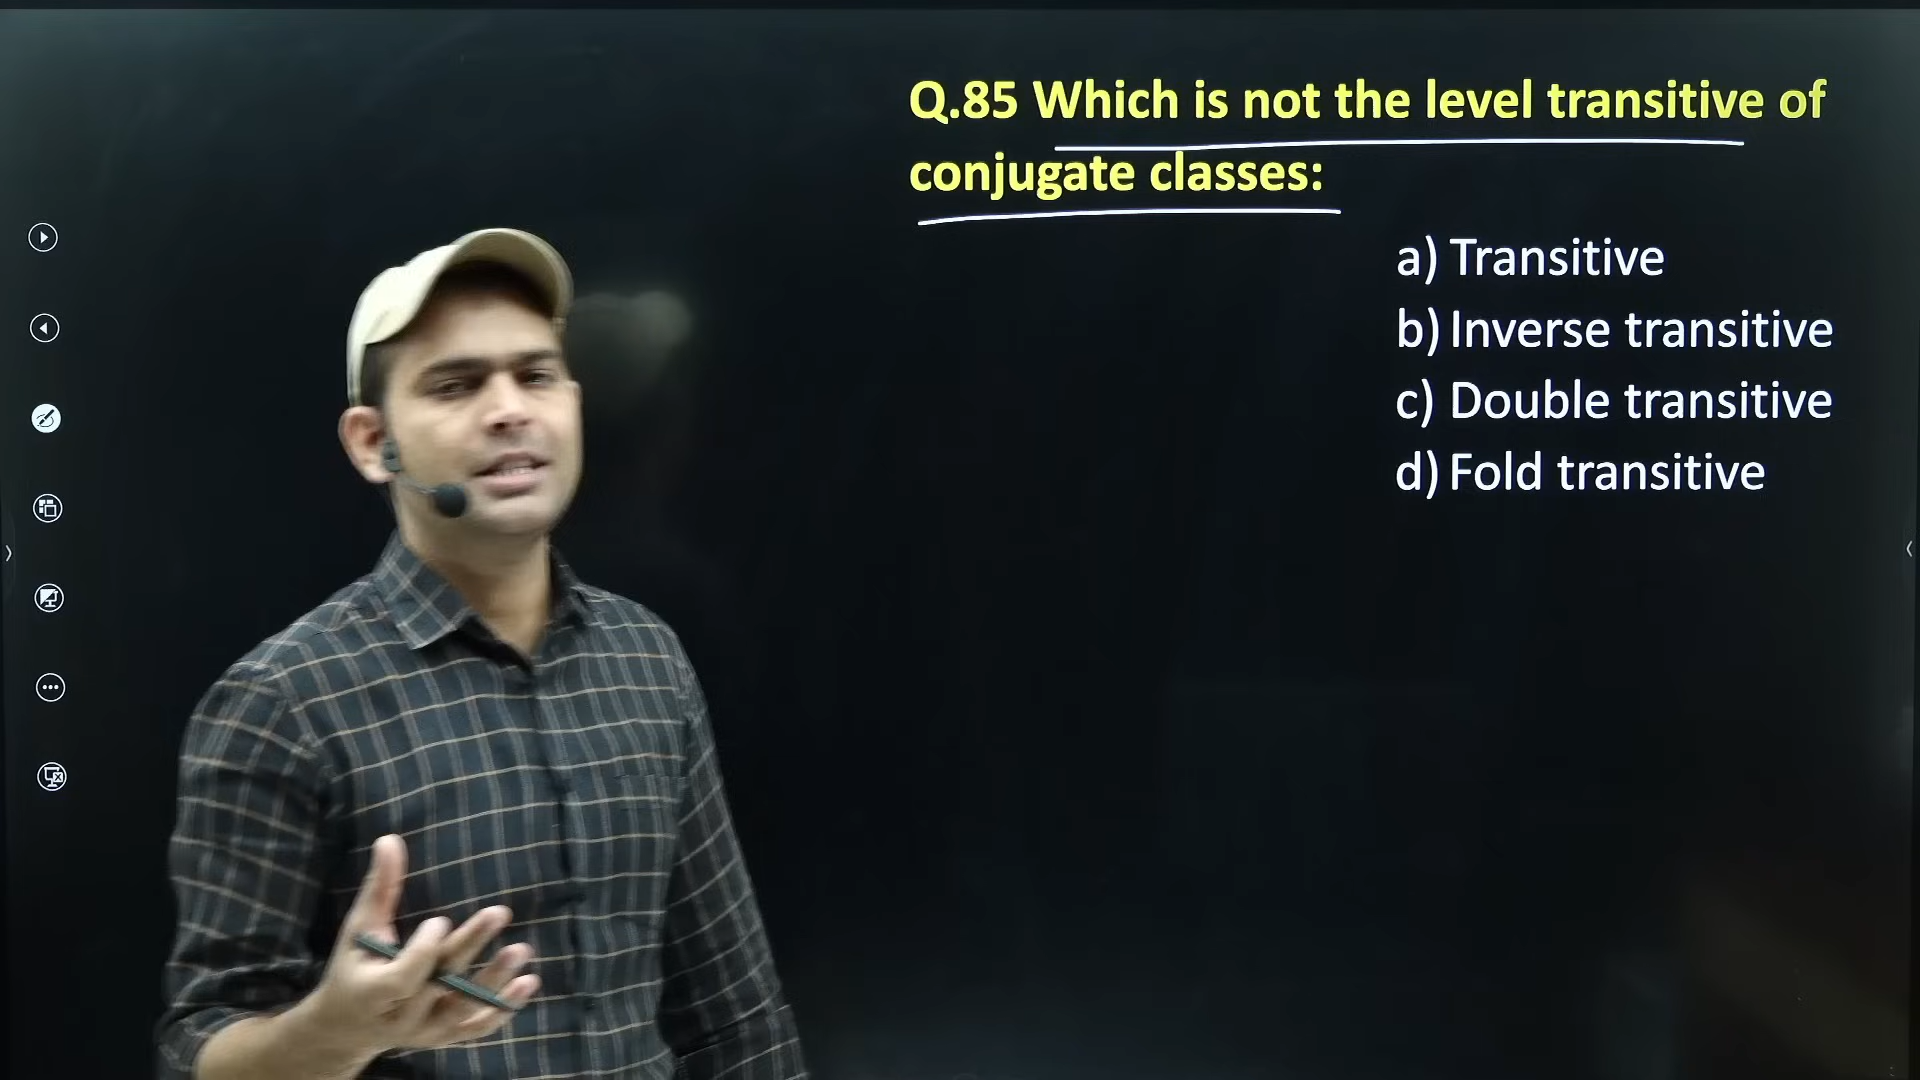 Q.85 Which is not the level transitive of
conjugate classes:
a) Transitive
b) Inverse transitive
c) Double transitive
d) Fold transitive